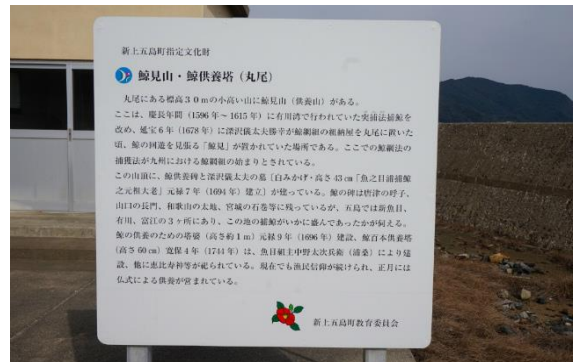 新上五島町指定文化財
鯨見山・鯨供養塔（丸尾）
丸尾にある標高３０ｍの小高い山に鯨見山（供養山）がある。
ここは、慶長年間（1596年～1615年）に有川湾で行われていた突捕法捕鯨を
改め、延宝６年（1678年）に深沢儀太夫勝幸が鯨網組の根納屋を丸尾に置いた
頃、鯨の回遊を見張る「鯨見」が置かれていた場所である。ここでの鯨網法の
捕獲法が九州における鯨網組の始まりとされている。
この山頂に、鯨供養碑と深沢儀太夫の墓［白みかげ・高さ43㎝「魚之目浦捕鯨
之元祖大老」元禄7年（1694年）建立］が建っている。鯨の碑は唐津の呼子、
山口の長門、和歌山の太地、宮城の石巻等に残っているが、五島では新魚目、
有川、富江の３ヶ所にあり、この地の捕鯨がいかに盛んであったかが伺える。
鯨の供養のための塔婆（高さ約１ｍ）元禄９年（1696年）建設、鯨百本供養塔
（高さ60㎝）寛保４年（1744年）は、魚目組主中野太次兵衛（浦桑）により建
設、他に恵比寿神等が祀られている。現在でも漁民信仰が続けられ、正月には
仏式による供養が営まれている。
新上五島町教育委員会